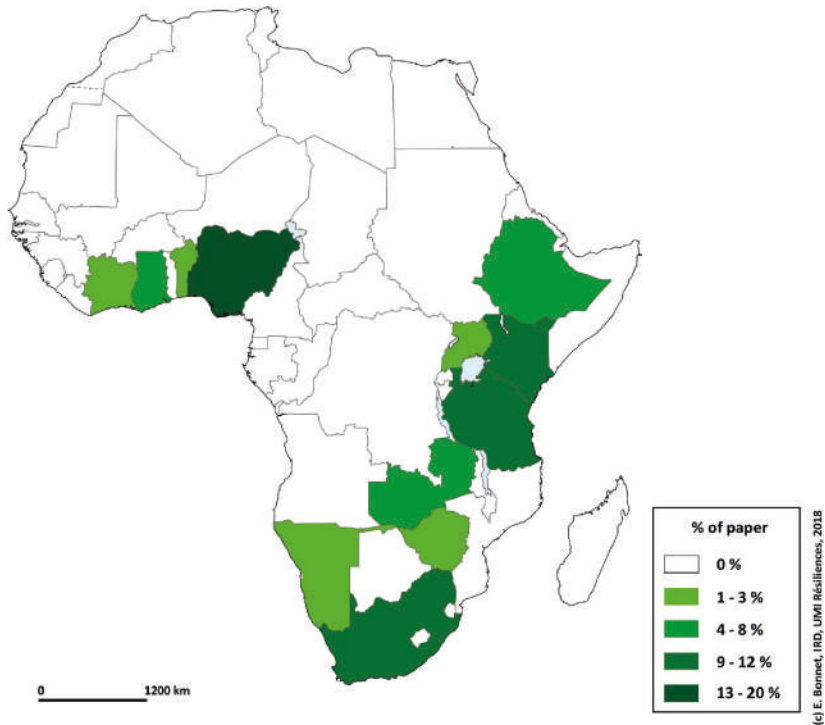 % of paper
0 %
1 - 3 %
4 - 8 %
9 - 12 %
13 - 20 %
0 1200 km
(c) E. Bonnet, IRD, UMI Résiliences, 2018